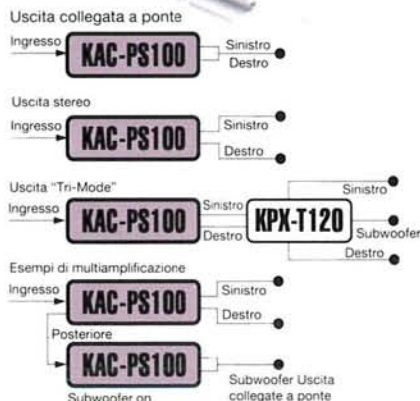 Uscita collegata a ponte
Ingresso
KAC-PS100
Sinistro
Destro
Uscita stereo
Ingresso
KAC-PS100
Sinistro
Destro
Uscita "Tri-Mode"
Ingresso
KAC-PS100
Sinistro
Destro
KPX-T120
Sinistro
Subwoofer
Destro
Esempi di multiamplificazione
Ingresso
KAC-PS100
Sinistro
Destro
Posteriore
KAC-PS100
Subwoofer on
Subwoofer Uscita
collegate a ponte